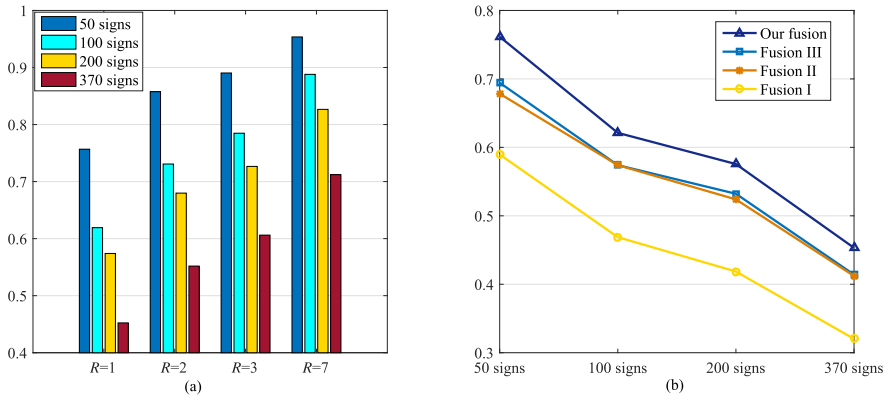 1
0.9
0.8
0.7
0.6
0.5
0.4
50 signs
100 signs
200 signs
370 signs
R=1 R=2 R=3 R=7
(a)
0.8
0.7
0.6
0.5
0.4
0.3
Our fusion
Fusion III
Fusion II
Fusion I
50 signs 100 signs 200 signs 370 signs
(b)